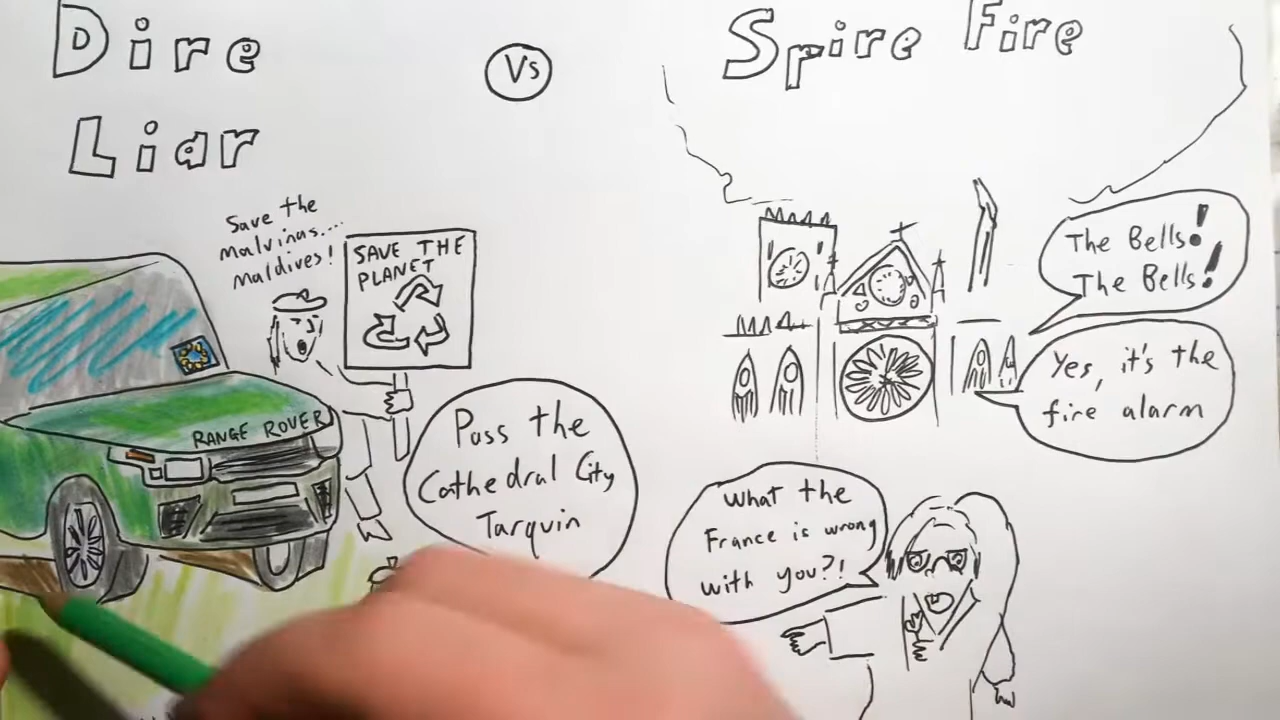 Dire
Liar
Vs
Spire Fire
Save the
malvinas....
maldives!
SAVE THE
PLANET
RANGE ROVER
Pass the
Cathedral City
Tarquin
The Bells!
The Bells!
Yes, it's the
fire alarm
What the
France is wrong
with you?!